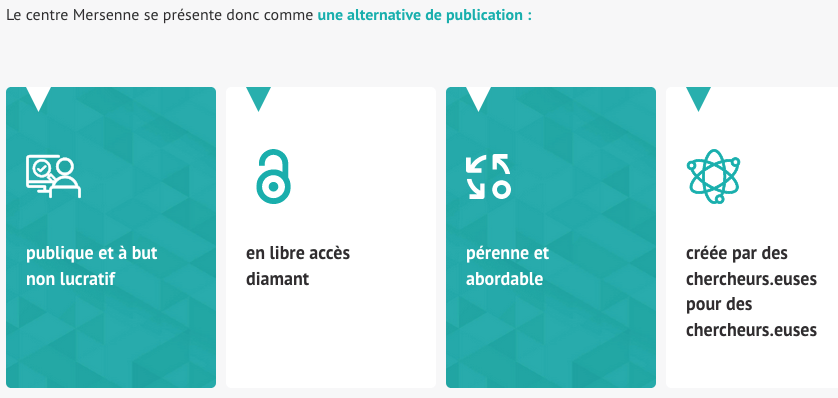 Le centre Mersenne se présente donc comme une alternative de publication :
publique et à but
non lucratif
en libre accès
diamant
pérenne et
abordable
créée par des
chercheurs.euses
pour des
chercheurs.euses